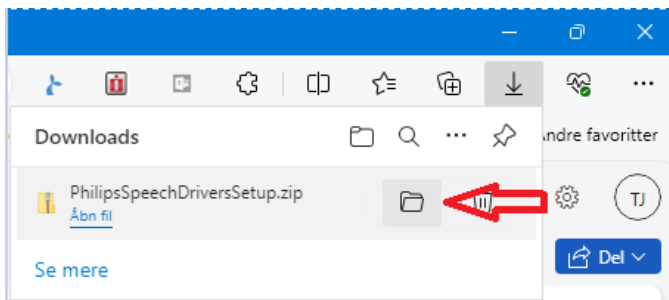 Downloads
Andre favoritter
PhilipsSpeechDriversSetup.zip
Åbn fil
TJ
Del
Se mere